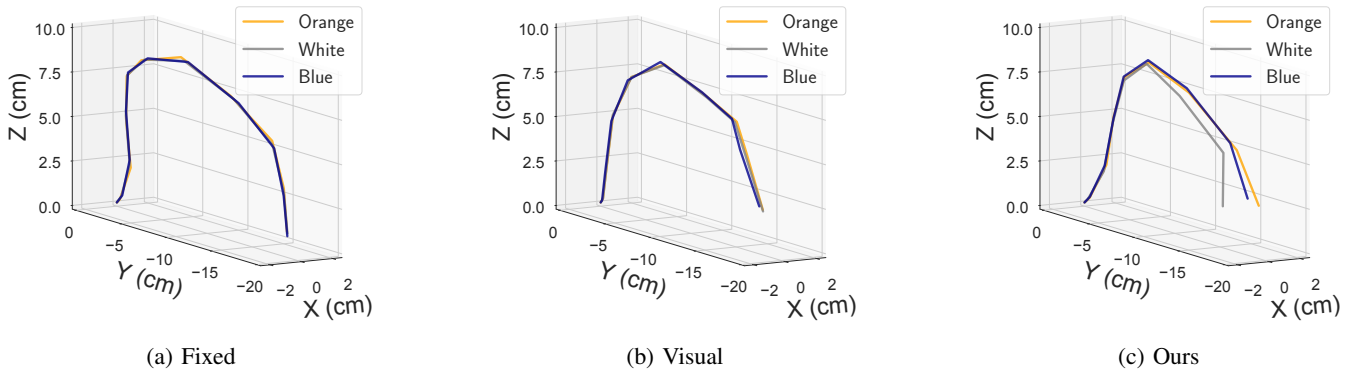 Orange
White
Blue
10.0
7.5
5.0
2.5
0.0
Z (cm)
0
−5
−10
−15
−20
Y (cm)
−2
0
2
X (cm)
(a) Fixed
Orange
White
Blue
10.0
7.5
5.0
2.5
0.0
Z (cm)
0
−5
−10
−15
−20
Y (cm)
−2
0
2
X (cm)
(b) Visual
Orange
White
Blue
10.0
7.5
5.0
2.5
0.0
Z (cm)
0
−5
−10
−15
−20
Y (cm)
−2
0
2
X (cm)
(c) Ours